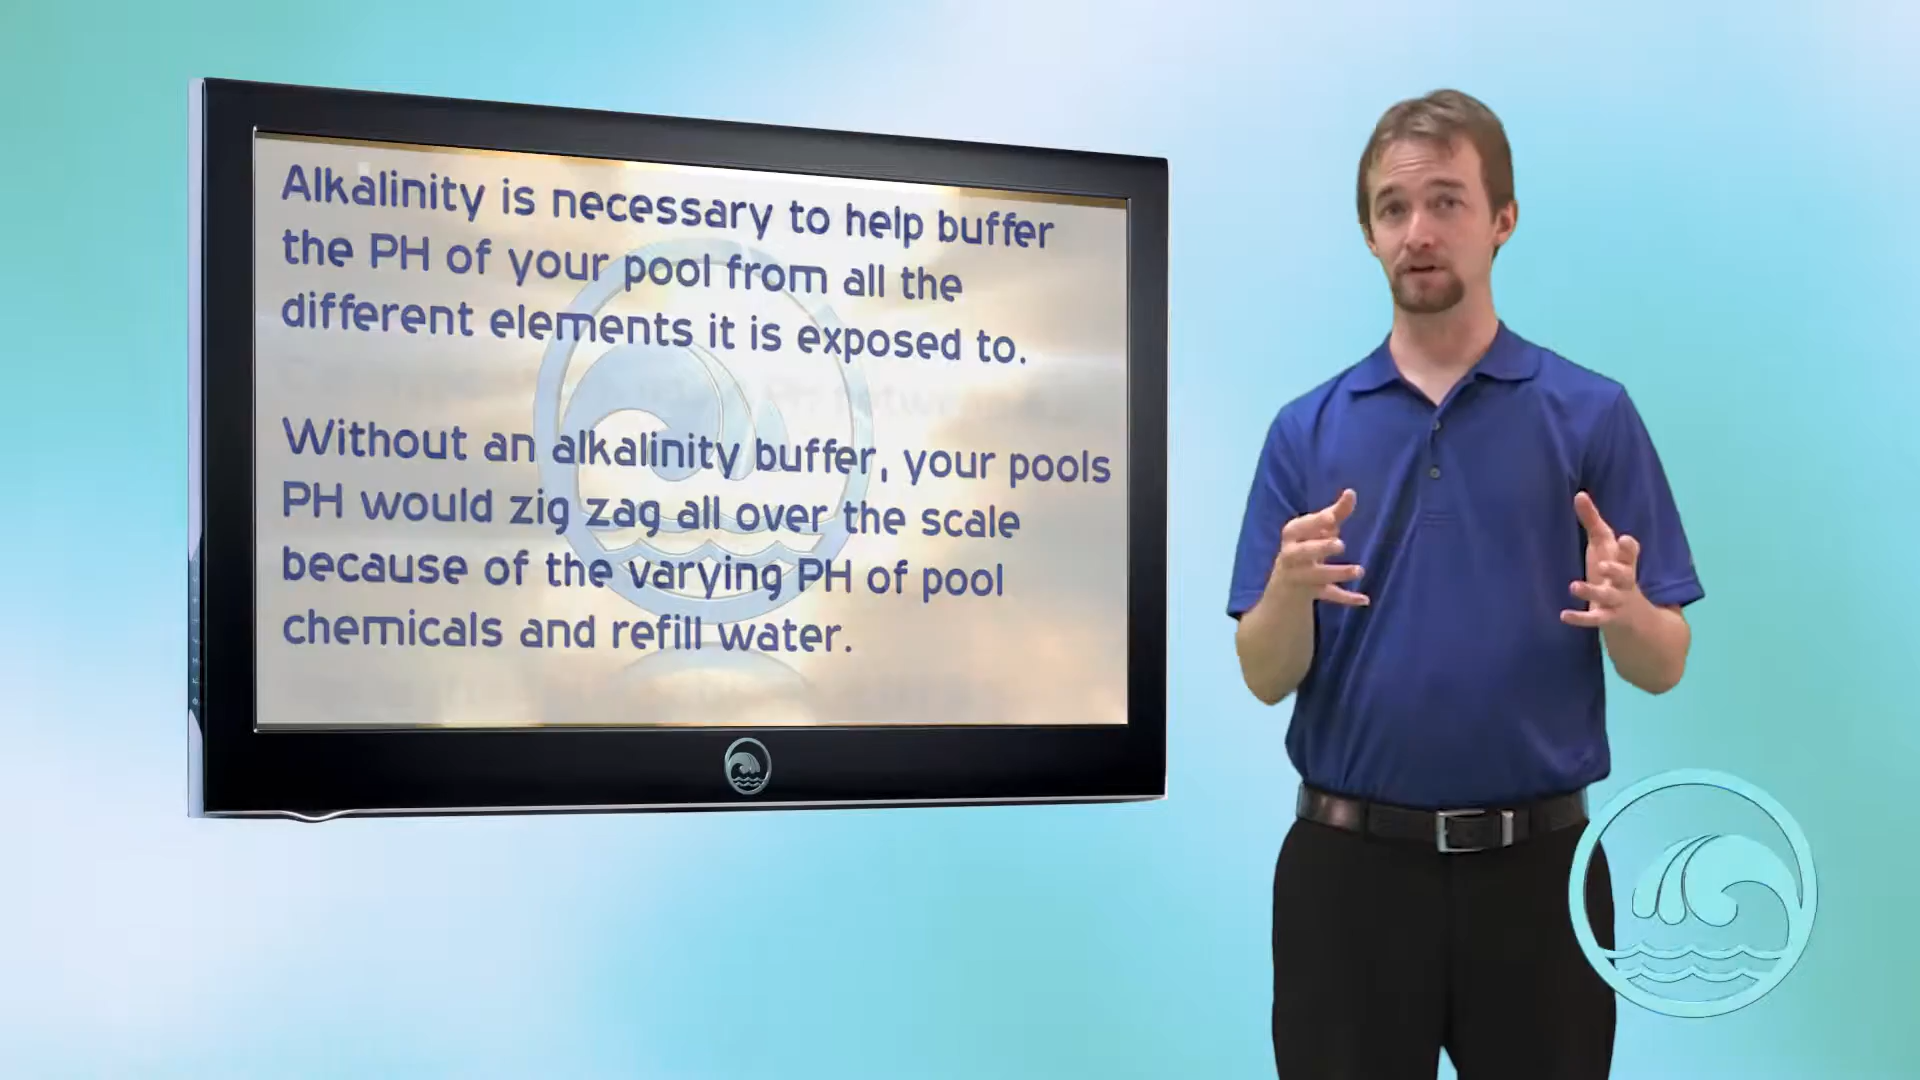 Alkalinity is necessary to help buffer
the PH of your pool from all the
different elements it is exposed to.
Without an alkalinity buffer, your pools
PH would zig zag all over the scale
because of the varying PH of pool
chemicals and refill water.